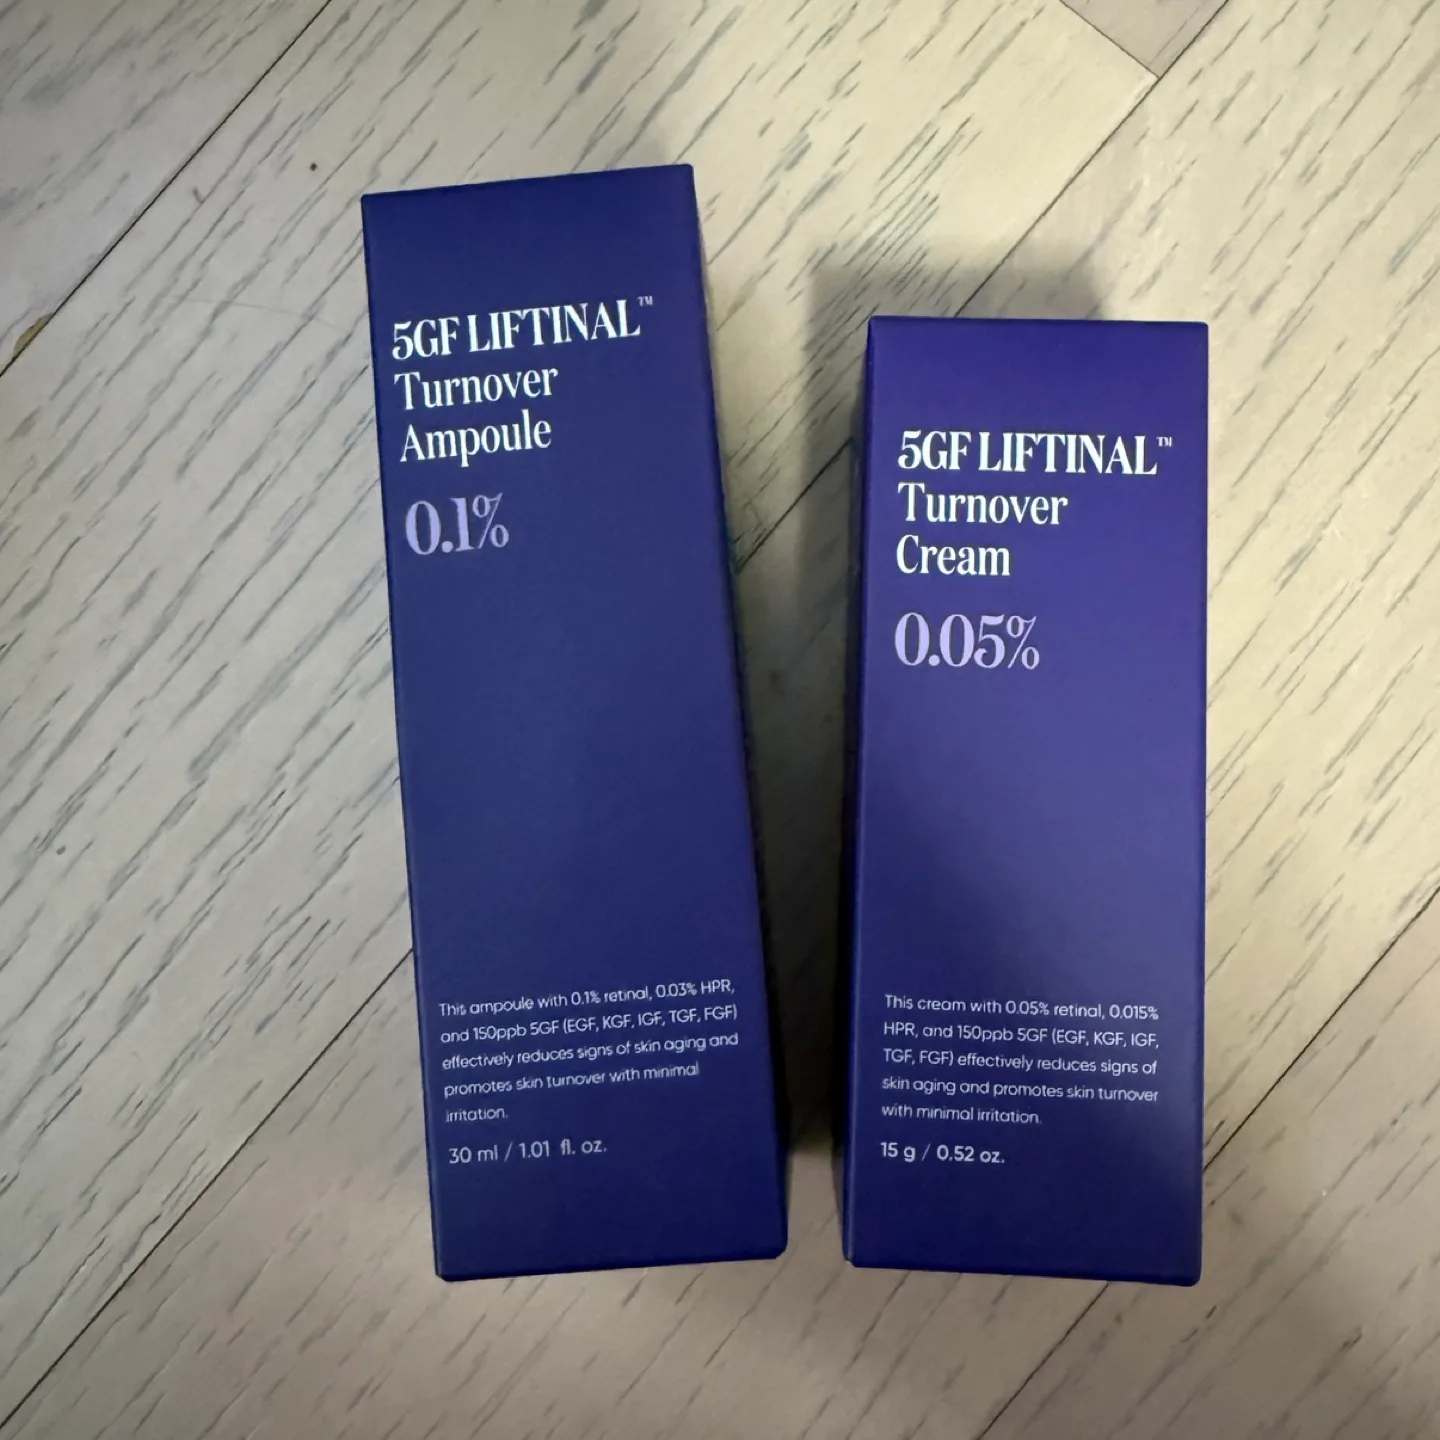 5GF LIFTINAL™
Turnover
Ampoule
0.1%
This ampoule with 0.1% retinal, 0.03% HPR,
and 150ppb 5GF (EGF, KGF, IGF, TGF, FGF)
effectively reduces signs of skin aging and
promotes skin turnover with minimal
irritation.
30 ml / 1.01 fl. oz.
5GF LIFTINAL™
Turnover
Cream
0.05%
This cream with 0.05% retinal, 0.015%
HPR, and 150ppb 5GF (EGF, KGF, IGF,
TGF, FGF) effectively reduces signs of
skin aging and promotes skin turnover
with minimal irritation.
15 g / 0.52 oz.